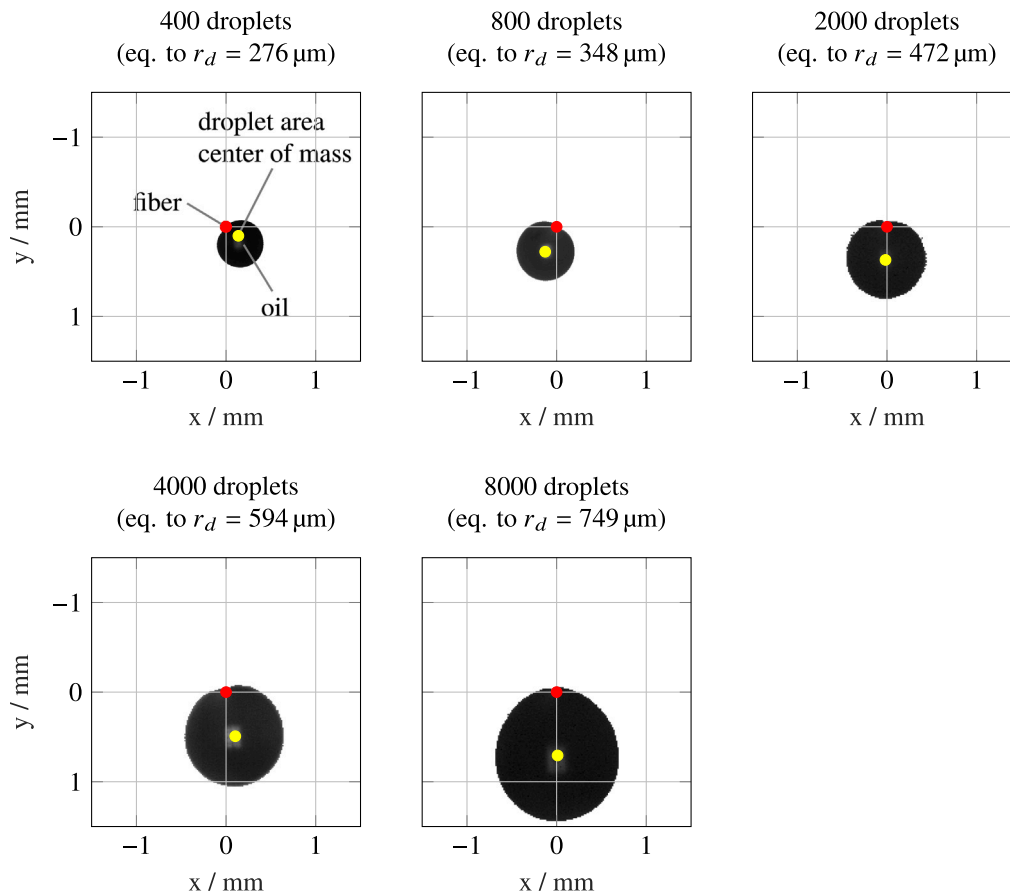 400 droplets
(eq. to r_d = 276 µm)
800 droplets
(eq. to r_d = 348 µm)
2000 droplets
(eq. to r_d = 472 µm)
droplet area
center of mass
fiber
oil
−1
0
1
y / mm
−1 0 1
x / mm
−1 0 1
x / mm
−1 0 1
x / mm
4000 droplets
(eq. to r_d = 594 µm)
8000 droplets
(eq. to r_d = 749 µm)
−1
0
1
y / mm
−1 0 1
x / mm
−1 0 1
x / mm